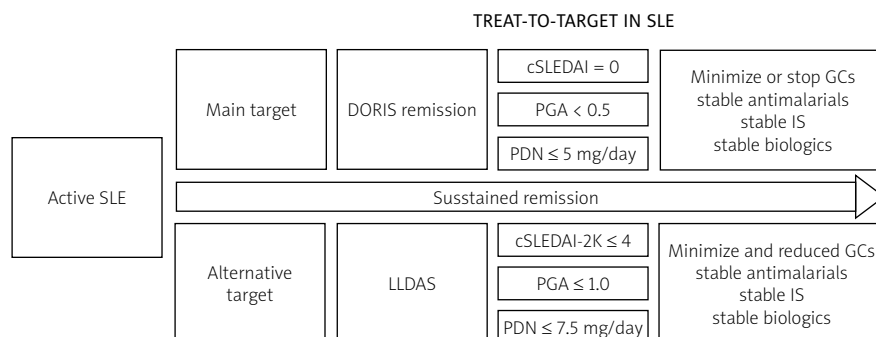 TREAT-TO-TARGET IN SLE
Active SLE
Main target
DORIS remission
cSLEDAI = 0
PGA < 0.5
PDN ≤ 5 mg/day
Minimize or stop GCs
stable antimalarials
stable IS
stable biologics
Susstained remission
Alternative
target
LLDAS
cSLEDAI-2K ≤ 4
PGA ≤ 1.0
PDN ≤ 7.5 mg/day
Minimize and reduced GCs
stable antimalarials
stable IS
stable biologics